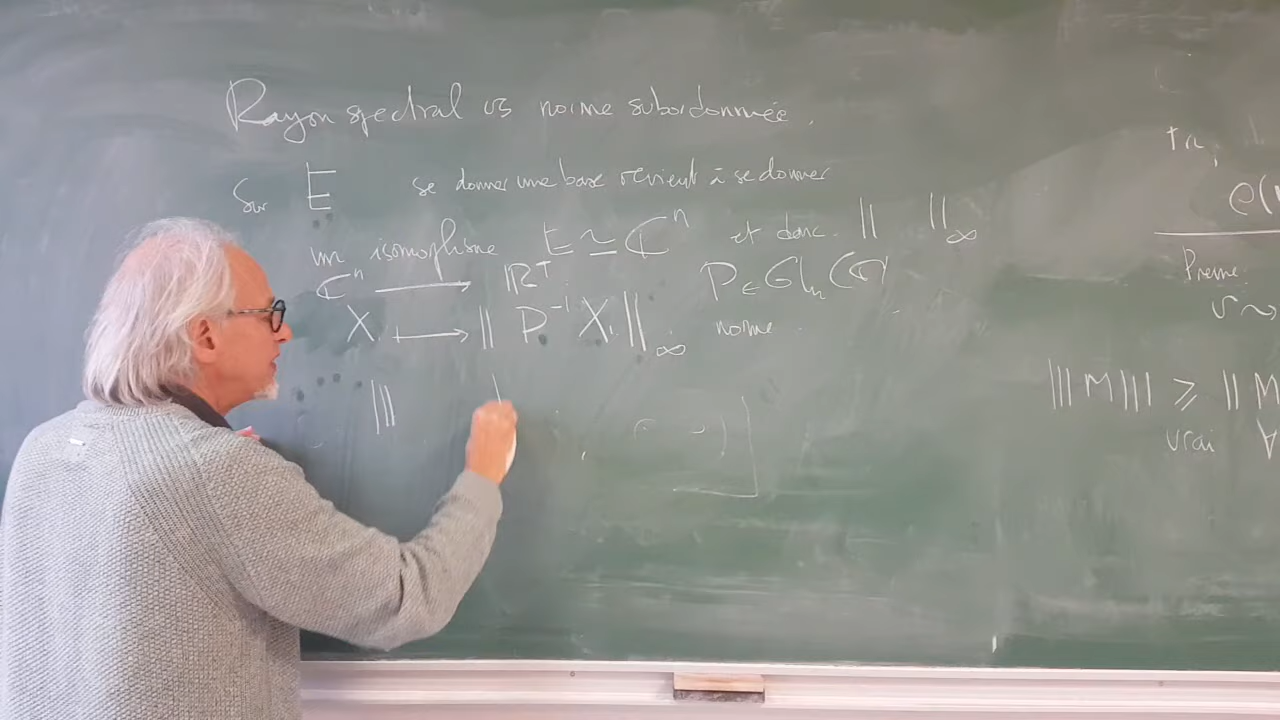 Rayon spectral vs norme subordonnée.
Sur E se donner une base revient à se donner
un isomorphisme E ≃ ℂⁿ et donc || ||∞
ℂⁿ ⟶ ℝ⁺ P ∈ Glₙ(ℂ)
X ⟼ || P⁻¹X ||∞ norme
|||
Preuve
||| M ||| ⩾ || M
vrai ∀